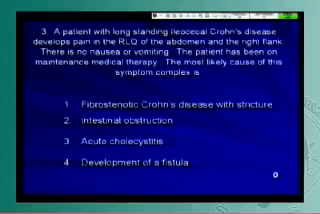 3 A patient with long standing ileocecal Crohn's disease
develops pain in the RLQ of the abdomen and the right flank.
There is no nausea or vomiting. The patient has been on
maintenance medical therapy. The most likely cause of this
symptom complex is
1 Fibrostenotic Crohn's disease with stricture
2 Intestinal obstruction
3 Acute cholecystitis
4 Development of a fistula
0